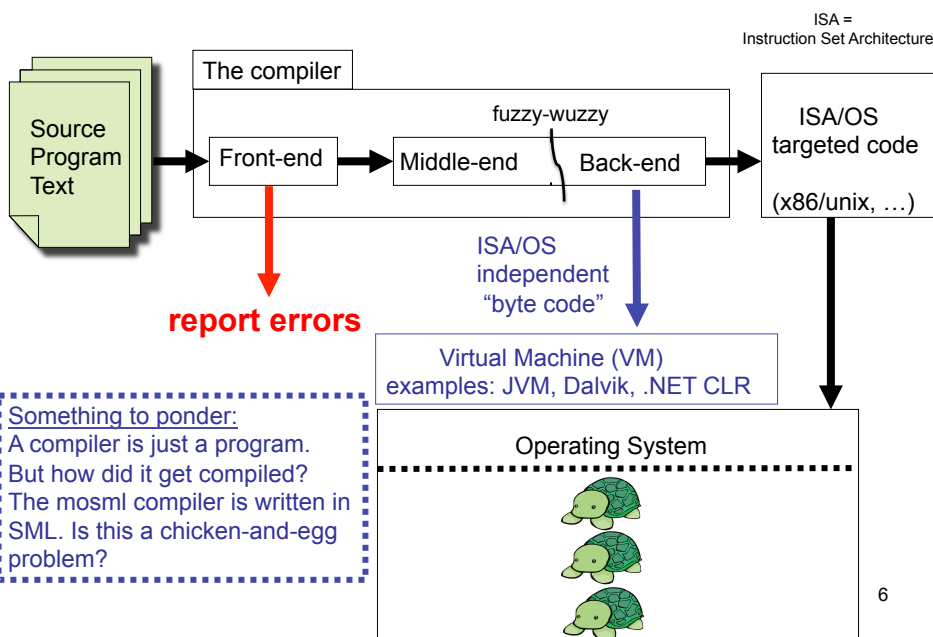 ISA =
Instruction Set Architecture
The compiler
Source
Program
Text
Front-end
fuzzy-wuzzy
Middle-end
Back-end
ISA/OS
targeted code
(x86/unix, …)
report errors
ISA/OS
independent
“byte code”
Virtual Machine (VM)
examples: JVM, Dalvik, .NET CLR
Something to ponder:
A compiler is just a program.
But how did it get compiled?
The mosml compiler is written in
SML. Is this a chicken-and-egg
problem?
Operating System
6